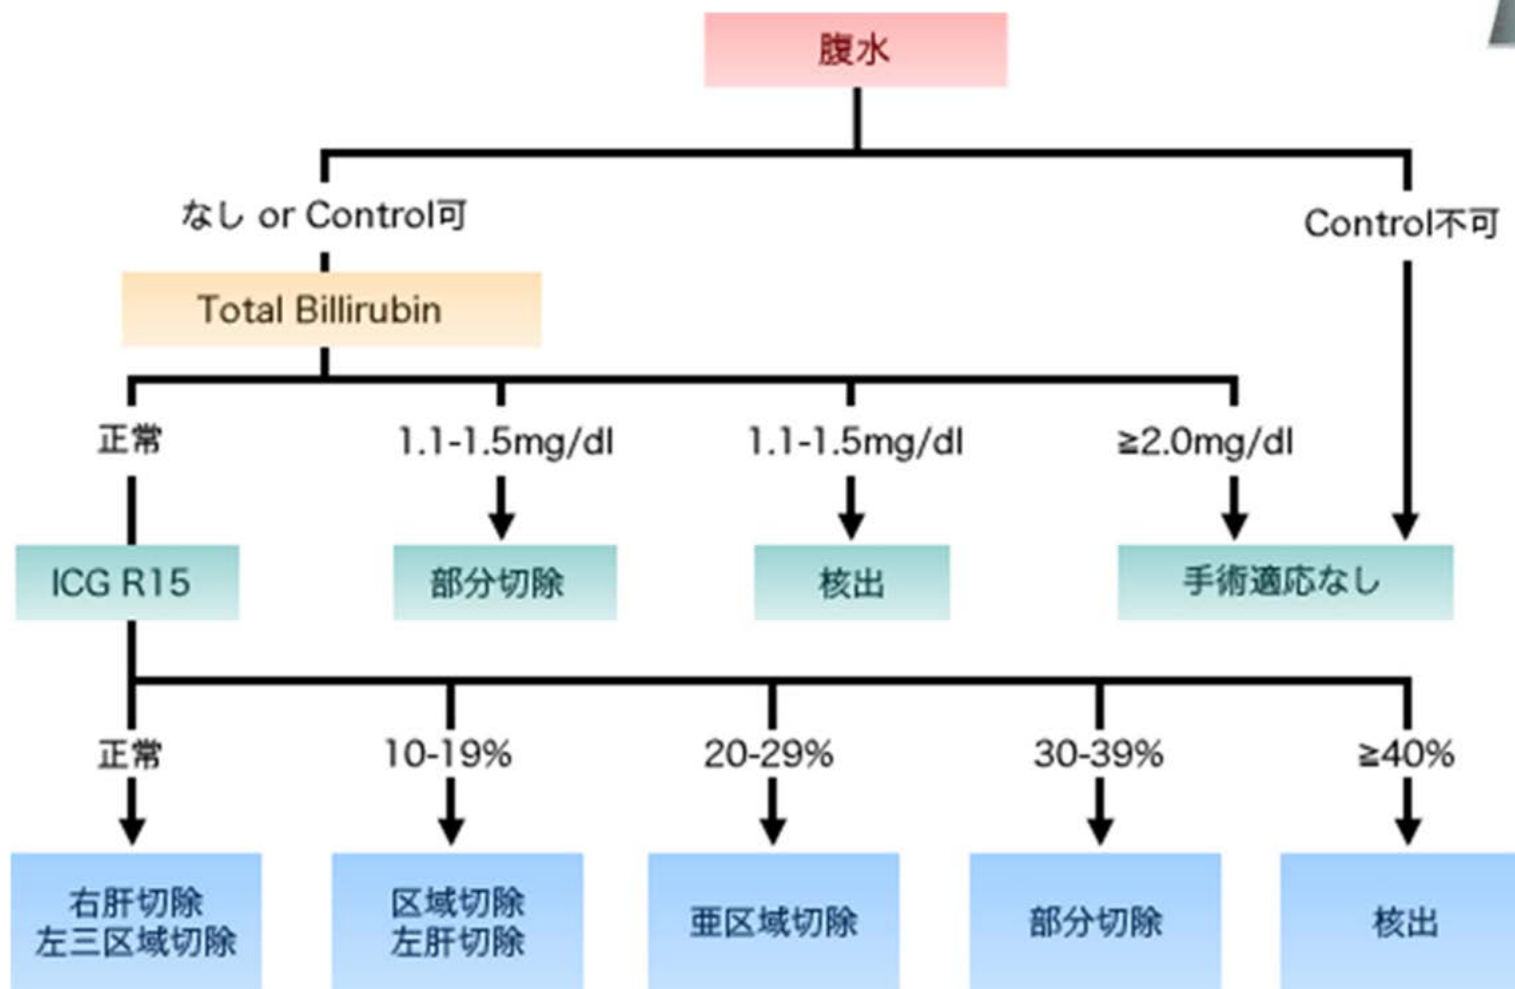 腹水
なし or Control可
Control不可
Total Billirubin
正常
1.1-1.5mg/dl
1.1-1.5mg/dl
≧2.0mg/dl
ICG R15
部分切除
核出
手術適応なし
正常
10-19%
20-29%
30-39%
≧40%
右肝切除
左三区域切除
区域切除
左肝切除
亜区域切除
部分切除
核出